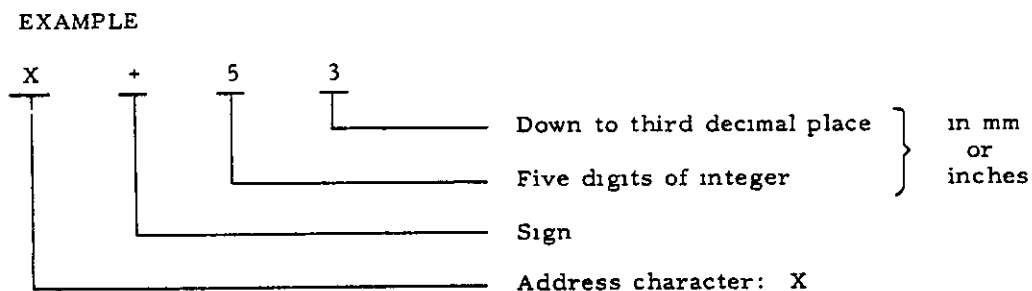 EXAMPLE
X + 5 3
Down to third decimal place
in mm
or
inches
Five digits of integer
Sign
Address character: X